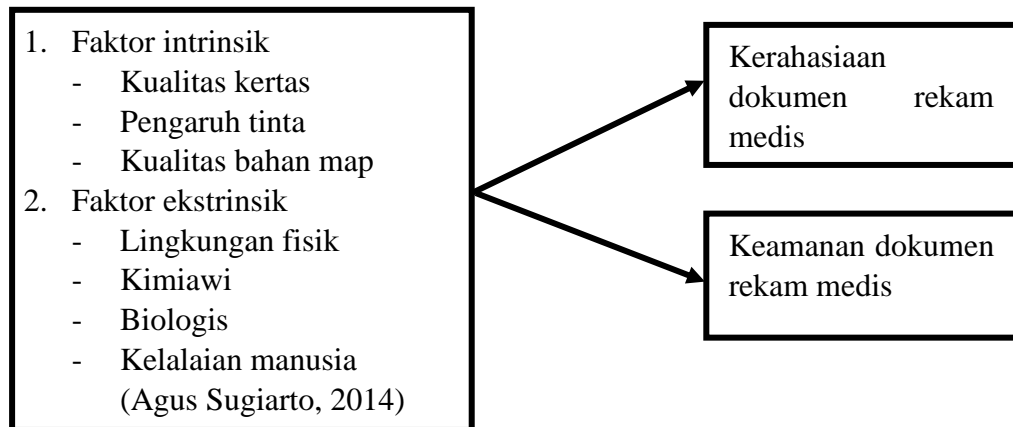 1. Faktor intrinsik
- Kualitas kertas
- Pengaruh tinta
- Kualitas bahan map
2. Faktor ekstrinsik
- Lingkungan fisik
- Kimiawi
- Biologis
- Kelalaian manusia
(Agus Sugiarto, 2014)
Kerahasiaan
dokumen rekam
medis
Keamanan dokumen
rekam medis